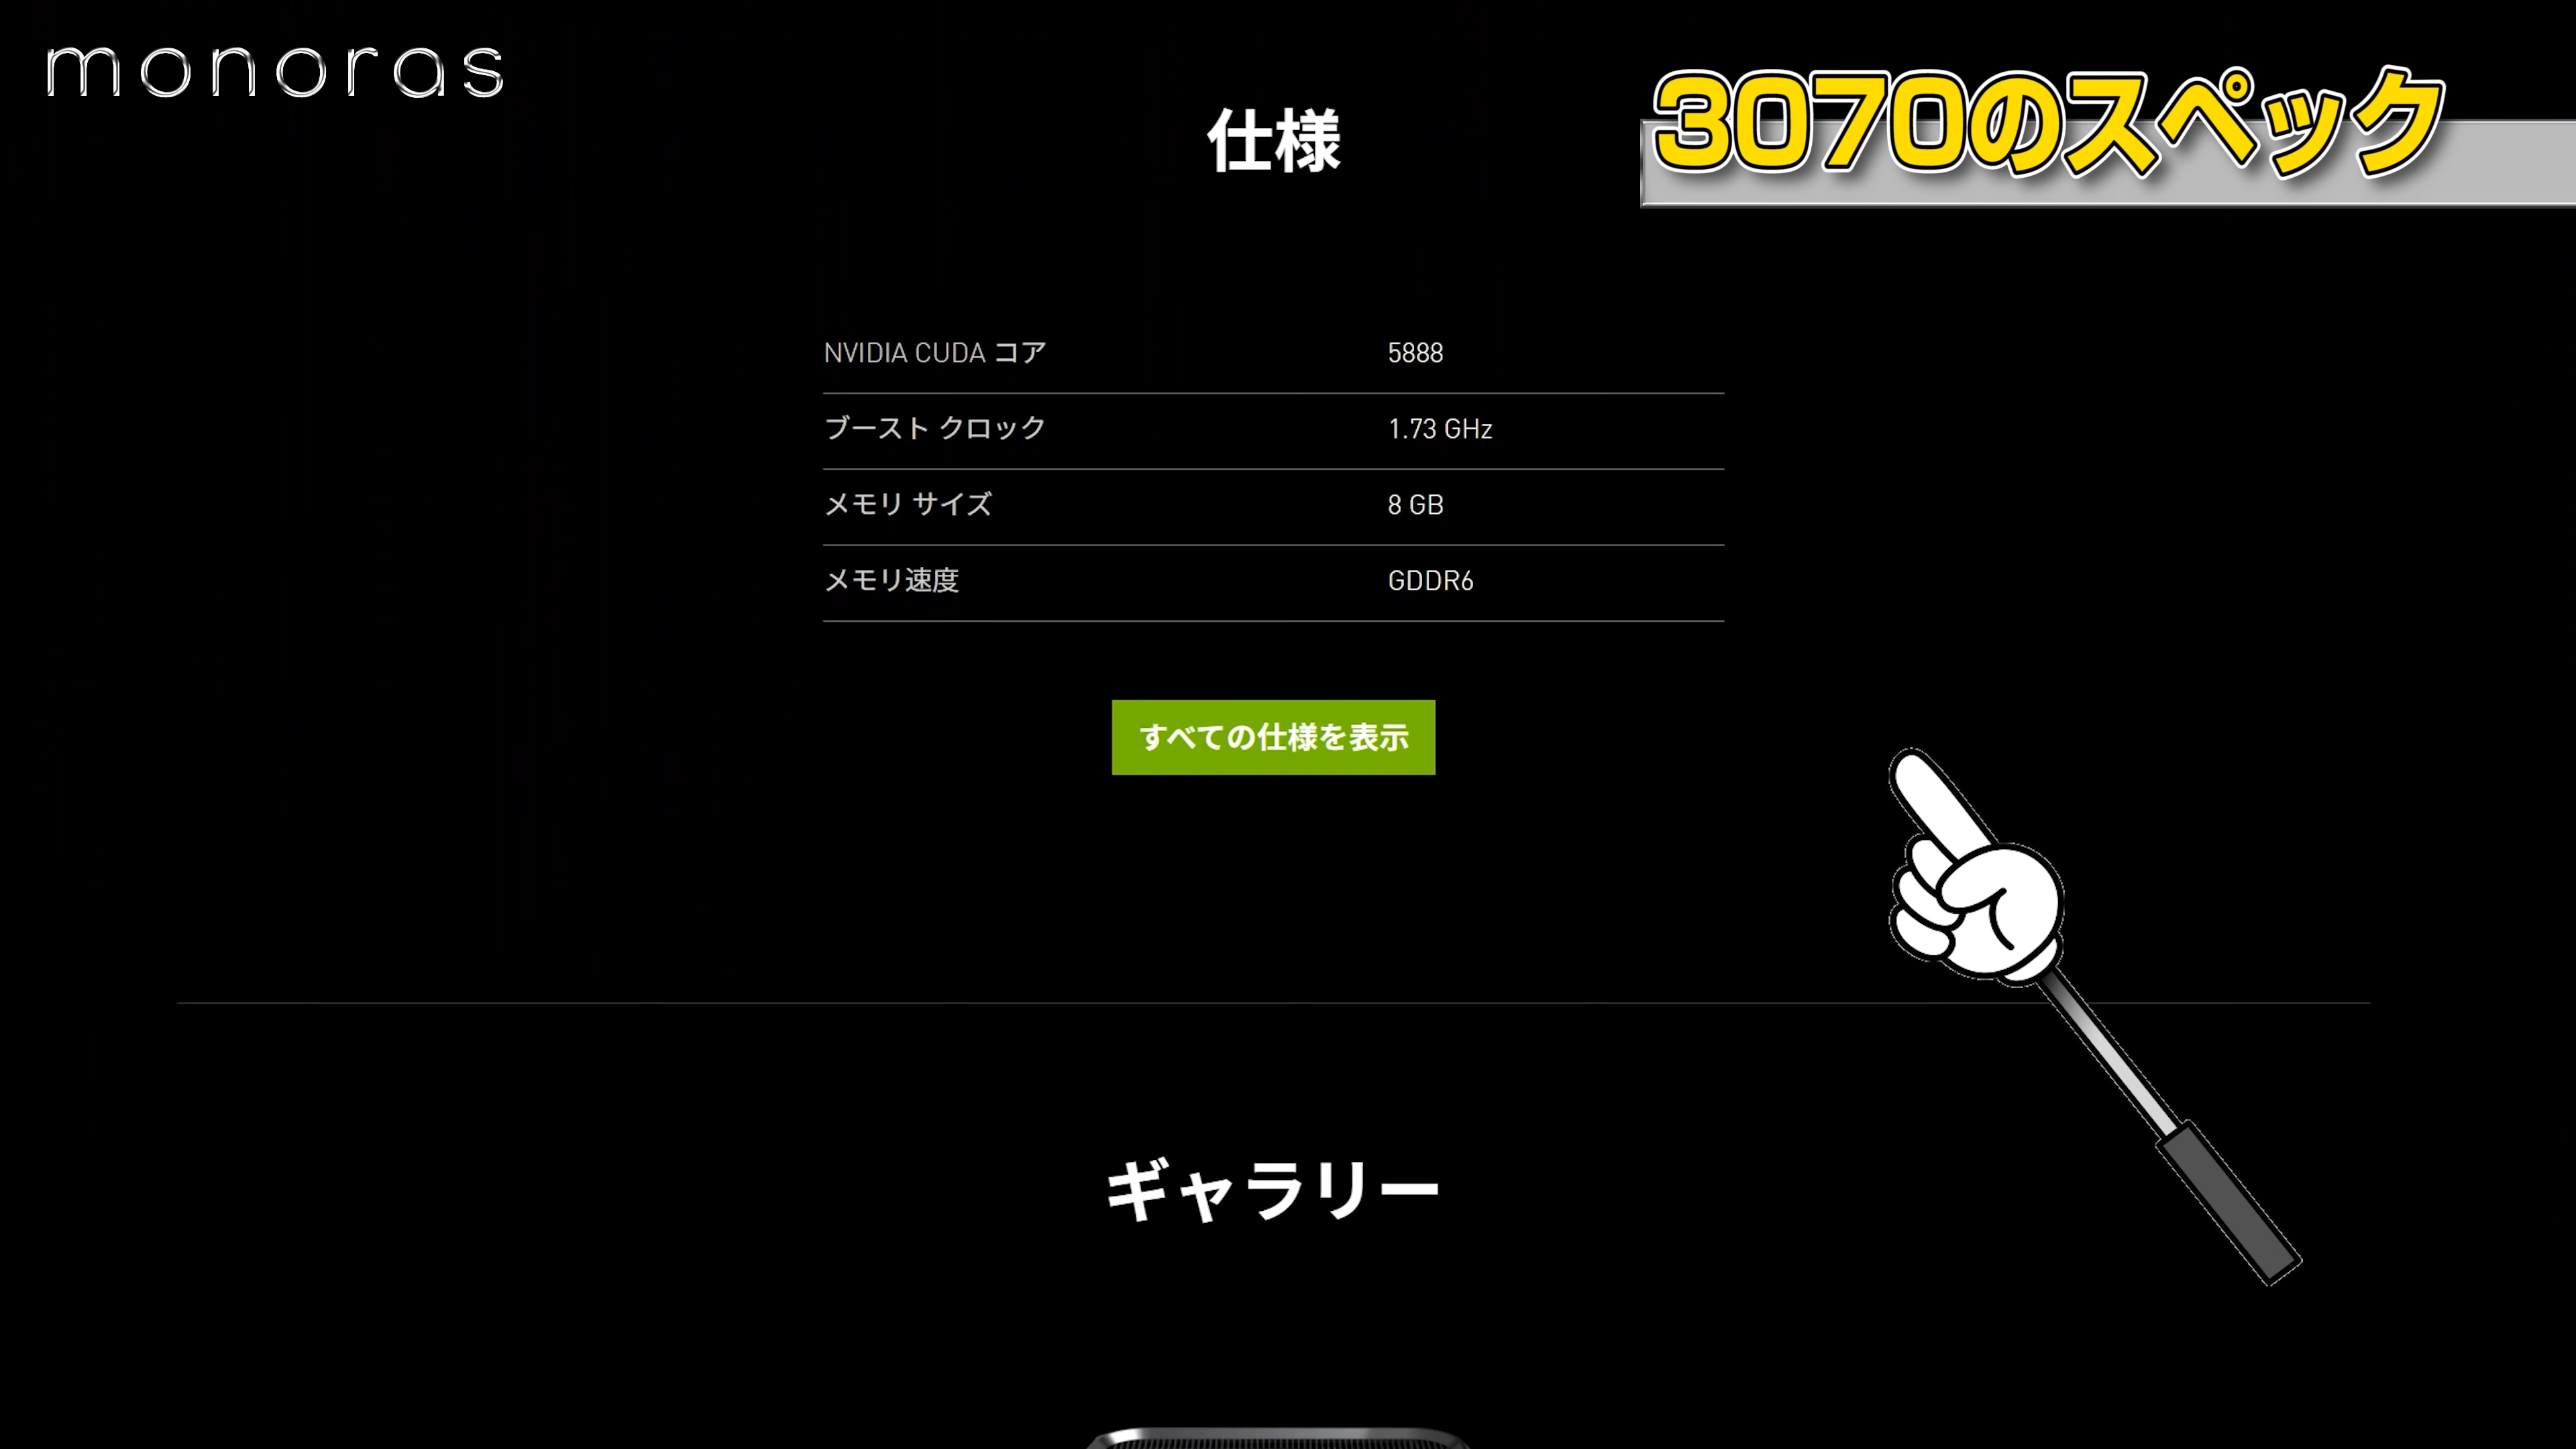 monoras
3070のスペック
仕様
NVIDIA CUDA コア 5888
ブースト クロック 1.73 GHz
メモリ サイズ 8 GB
メモリ速度 GDDR6
すべての仕様を表示
ギャラリー